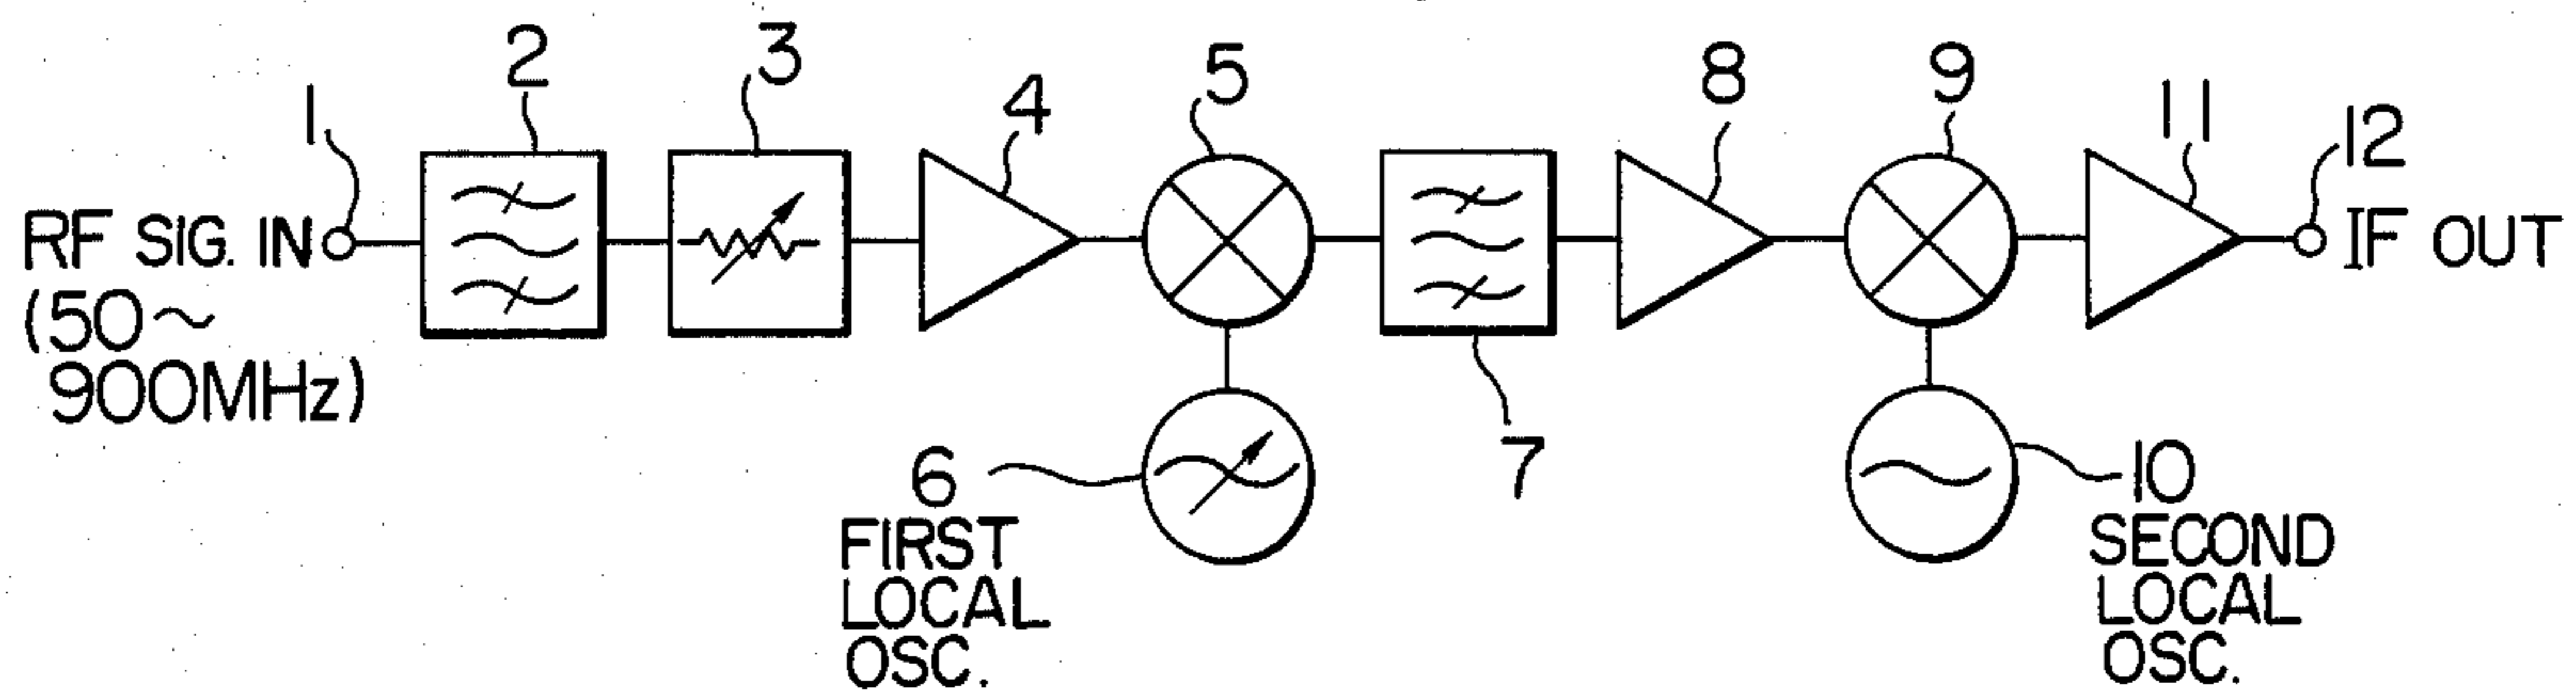 1
2
3
4
5
8
9
11
12
RF SIG. IN
(50~
900MHz)
IF OUT
6
FIRST
LOCAL
OSC.
7
10
SECOND
LOCAL
OSC.